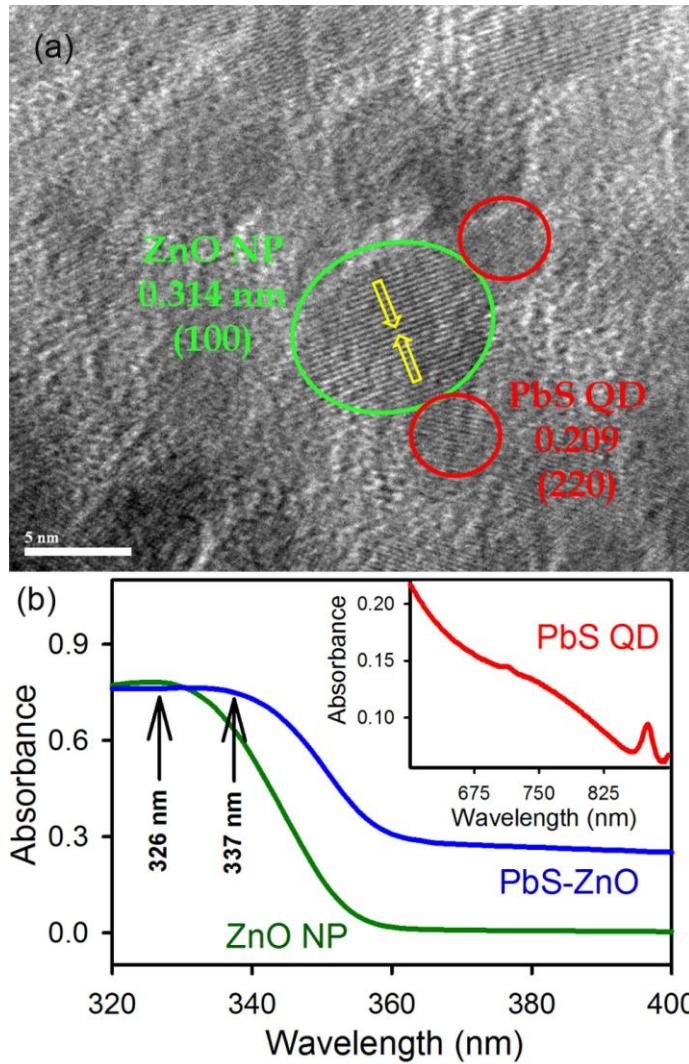 (a)
ZnO NP
0.314 nm
(100)
PbS QD
0.209
(220)
5 nm
(b)
0.9
0.6
0.3
0.0
Absorbance
326 nm
337 nm
ZnO NP
PbS-ZnO
320
340
360
380
400
Wavelength (nm)
0.20
0.15
0.10
Absorbance
PbS QD
675
750
825
Wavelength (nm)